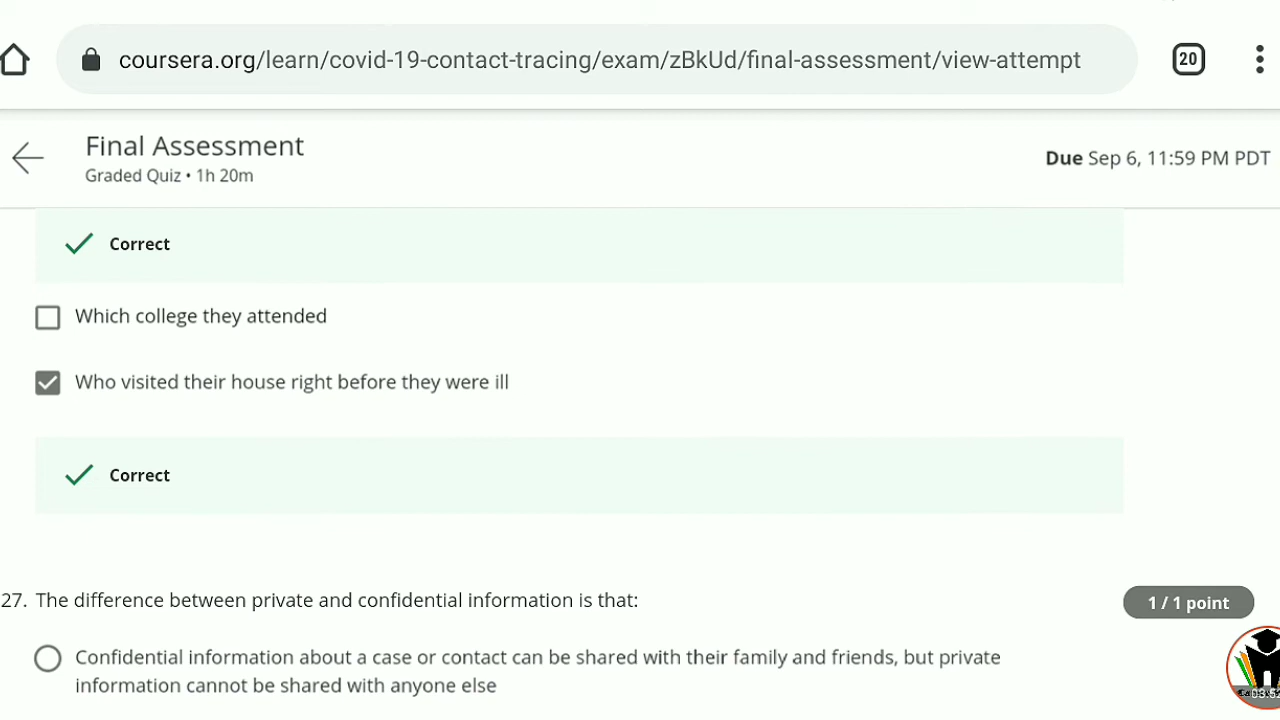 coursera.org/learn/covid-19-contact-tracing/exam/zBkUd/final-assessment/view-attempt
20
Final Assessment
Graded Quiz • 1h 20m
Due Sep 6, 11:59 PM PDT
Correct
Which college they attended
Who visited their house right before they were ill
Correct
27. The difference between private and confidential information is that:
1 / 1 point
Confidential information about a case or contact can be shared with their family and friends, but private
information cannot be shared with anyone else